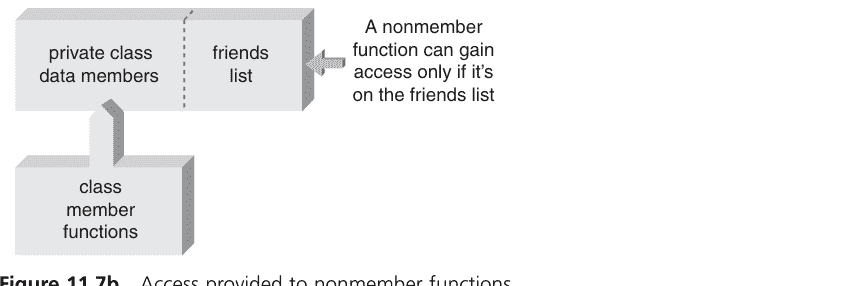 private class
data members
friends
list
A nonmember
function can gain
access only if it's
on the friends list
class
member
functions
Figure 11.7b Access provided to nonmember functions